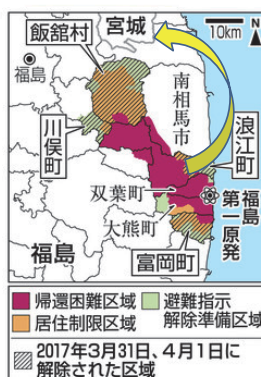 宮城
10km
飯舘村
福島
南相馬市
川俣町
浪江町
双葉町
大熊町
福島第一原発
福島
富岡町
帰還困難区域
居住制限区域
避難指示
解除準備区域
2017年3月31日、4月1日に
解除された区域